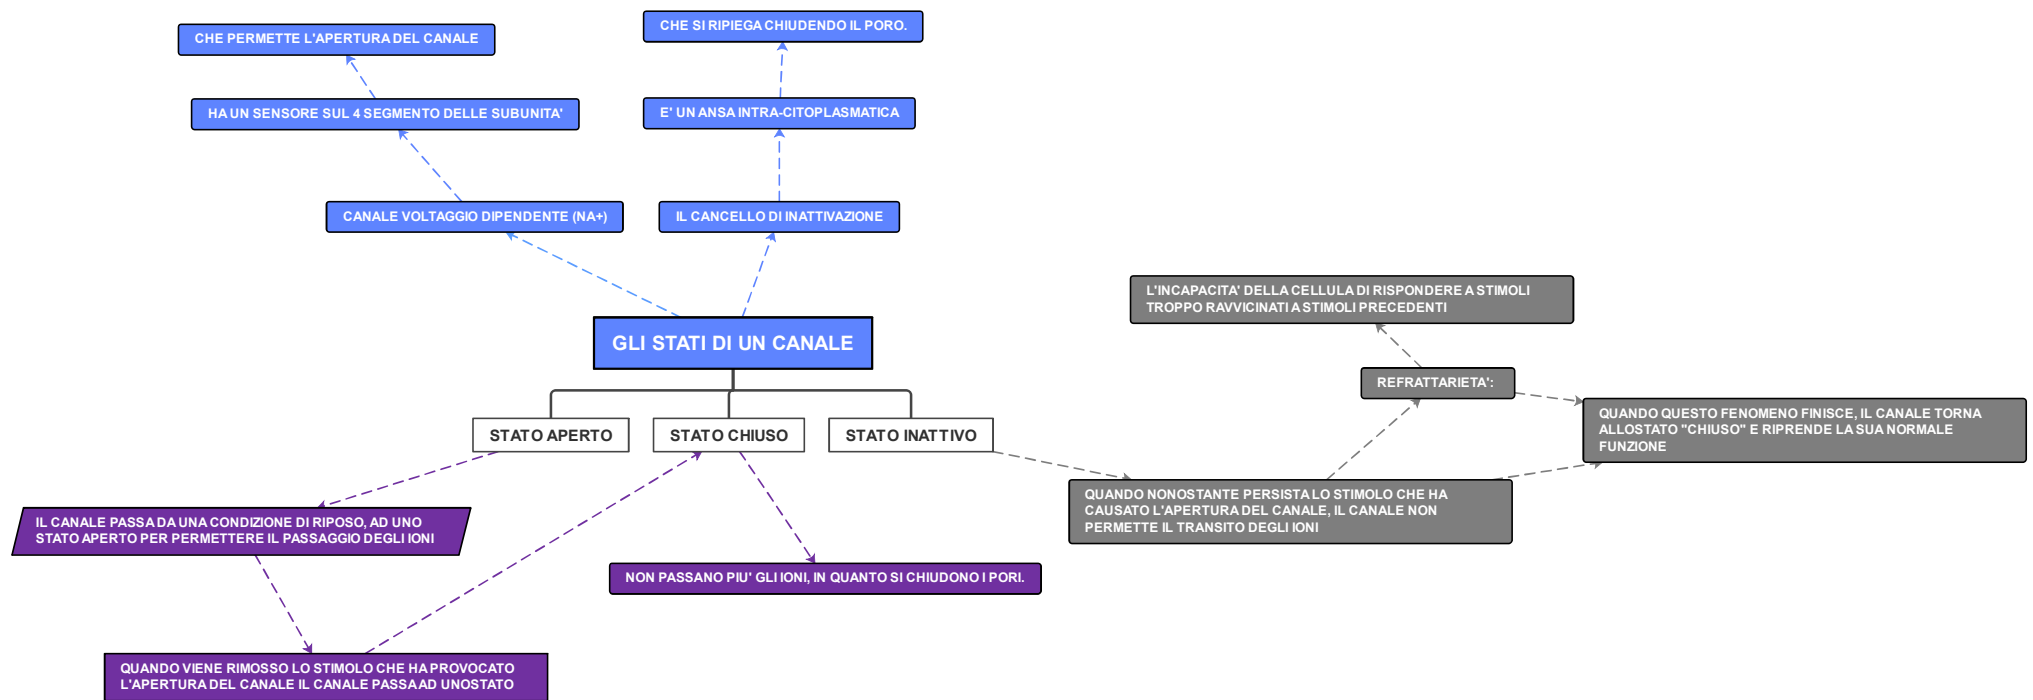 CHE PERMETTE L'APERTURA DEL CANALE
CHE SI RIPIEGA CHIUDENDO IL PORO.
HA UN SENSORE SUL 4 SEGMENTO DELLE SUBUNITA'
E' UN ANSA INTRA-CITOPLASMATICA
CANALE VOLTAGGIO DIPENDENTE (NA+)
IL CANCELLO DI INATTIVAZIONE
GLI STATI DI UN CANALE
L'INCAPACITA' DELLA CELLULA DI RISPONDERE A STIMOLI
TROPPO RAVVICINATI A STIMOLI PRECEDENTI
REFRATTARIETA':
QUANDO QUESTO FENOMENO FINISCE, IL CANALE TORNA
ALLOSTATO "CHIUSO" E RIPRENDE LA SUA NORMALE
FUNZIONE
STATO APERTO
STATO CHIUSO
STATO INATTIVO
QUANDO NONOSTANTE PERSISTA LO STIMOLO CHE HA
CAUSATO L'APERTURA DEL CANALE, IL CANALE NON
PERMETTE IL TRANSITO DEGLI IONI
IL CANALE PASSA DA UNA CONDIZIONE DI RIPOSO, AD UNO
STATO APERTO PER PERMETTERE IL PASSAGGIO DEGLI IONI
NON PASSANO PIU' GLI IONI, IN QUANTO SI CHIUDONO I PORI.
QUANDO VIENE RIMOSSO LO STIMOLO CHE HA PROVOCATO
L'APERTURA DEL CANALE IL CANALE PASSA AD UNOSTATO